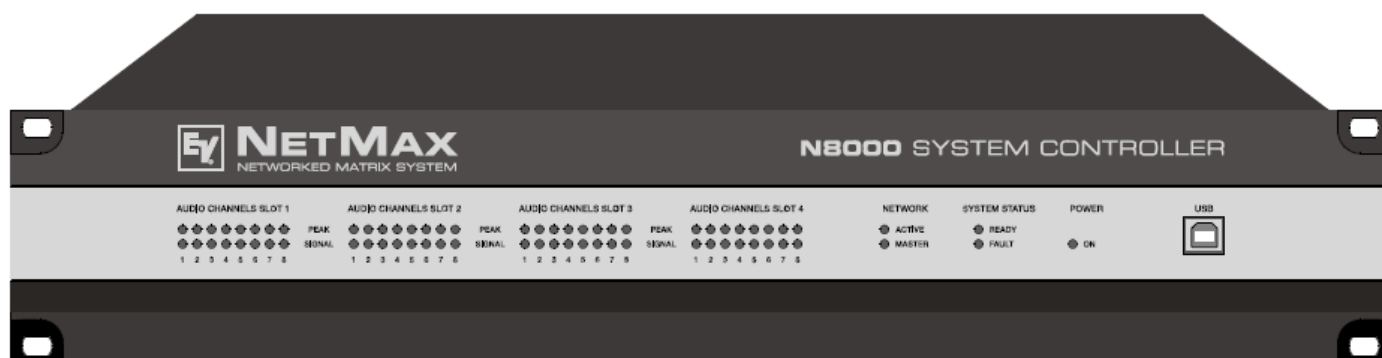 EV NETMAX
NETWORKED MATRIX SYSTEM
N8000 SYSTEM CONTROLLER
AUDIO CHANNELS SLOT 1 AUDIO CHANNELS SLOT 2 AUDIO CHANNELS SLOT 3 AUDIO CHANNELS SLOT 4 NETWORK SYSTEM STATUS POWER USB
PEAK PEAK PEAK ACTIVE READY
SIGNAL SIGNAL SIGNAL MASTER FAULT ON
1 2 3 4 5 6 7 8 1 2 3 4 5 6 7 8 1 2 3 4 5 6 7 8 1 2 3 4 5 6 7 8